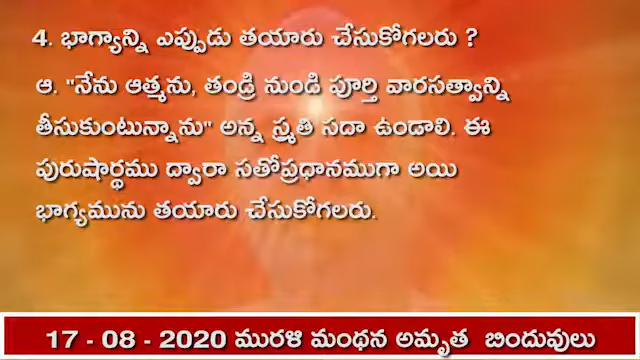 4. భాగ్యాన్ని ఎప్పుడు తయారు చేసుకోగలరు ?
ఆ. "నేను ఆత్మను, తండ్రి నుండి పూర్తి వారసత్వాన్ని
తీసుకుంటున్నాను" అన్న స్మృతి సదా ఉండాలి. ఈ
పురుషార్థము ద్వారా సతోప్రధానముగా అయి
భాగ్యమును తయారు చేసుకోగలరు.
17 - 08 - 2020 మురళి మంథన అమృత బిందువులు